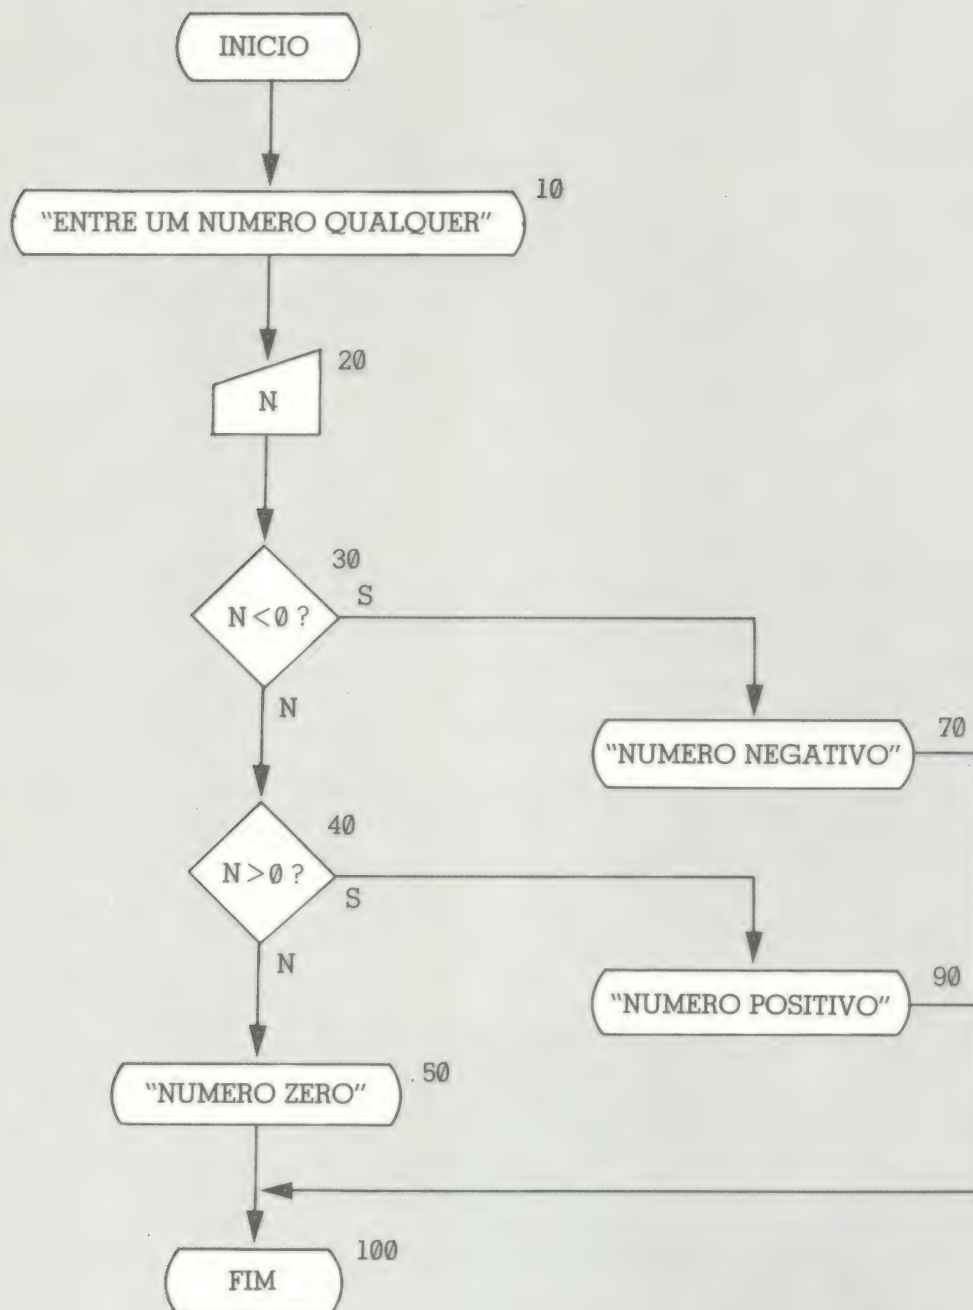 INICIO
10
"ENTRE UM NUMERO QUALQUER"
20
N
30
S
N<0 ?
N
70
"NUMERO NEGATIVO"
40
N>0 ?
S
N
90
"NUMERO POSITIVO"
50
"NUMERO ZERO"
100
FIM